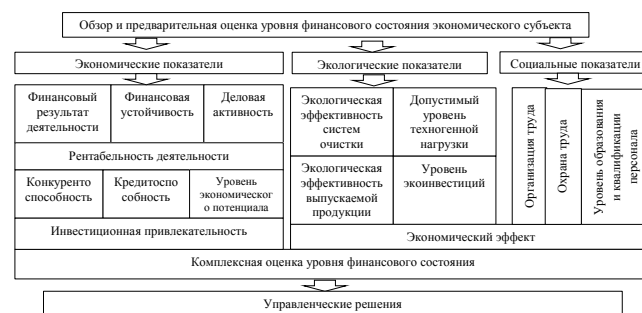 Обзор и предварительная оценка уровня финансового состояния экономического субъекта
Экономические показатели
Экологические показатели
Социальные показатели
Финансовый
результат
деятельности
Финансовая
устойчивость
Деловая
активность
Рентабельность деятельности
Конкуренто
способность
Кредитоспо
собность
Уровень
экономическог
о потенциала
Инвестиционная привлекательность
Экологическая
эффективность
систем
очистки
Допустимый
уровень
техногенной
нагрузки
Экологическая
эффективность
выпускаемой
продукции
Уровень
экоинвестиций
Организация труда
Охрана труда
Уровень образования
и квалификации
персонала
Экономический эффект
Комплексная оценка уровня финансового состояния
Управленческие решения